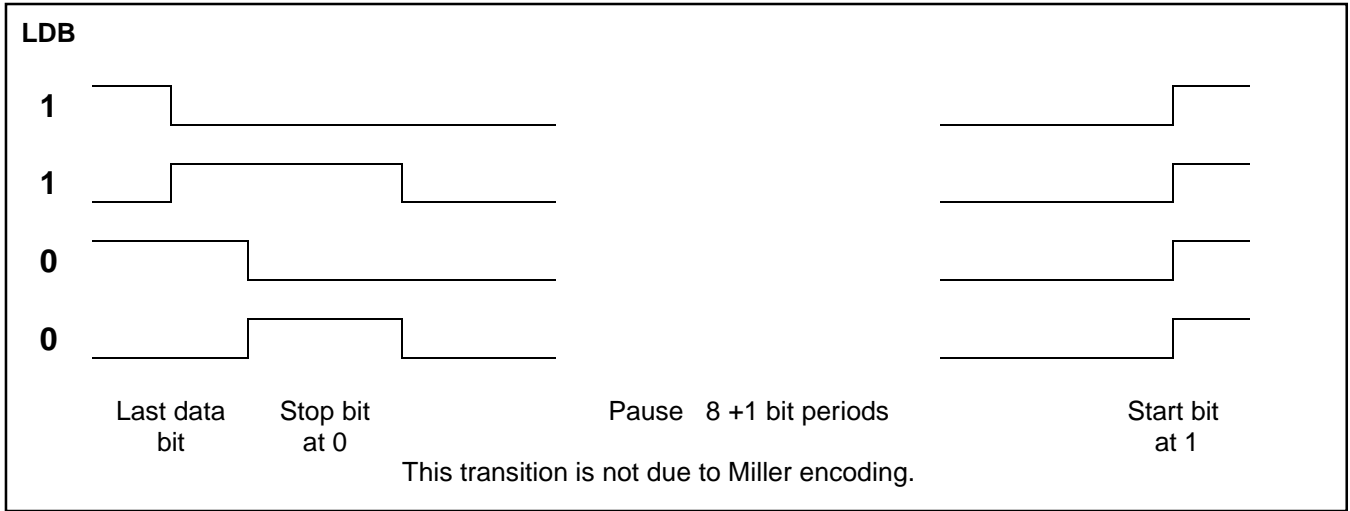 LDB
1
1
0
0
Last data bit
Stop bit at 0
Pause 8 +1 bit periods
Start bit at 1
This transition is not due to Miller encoding.